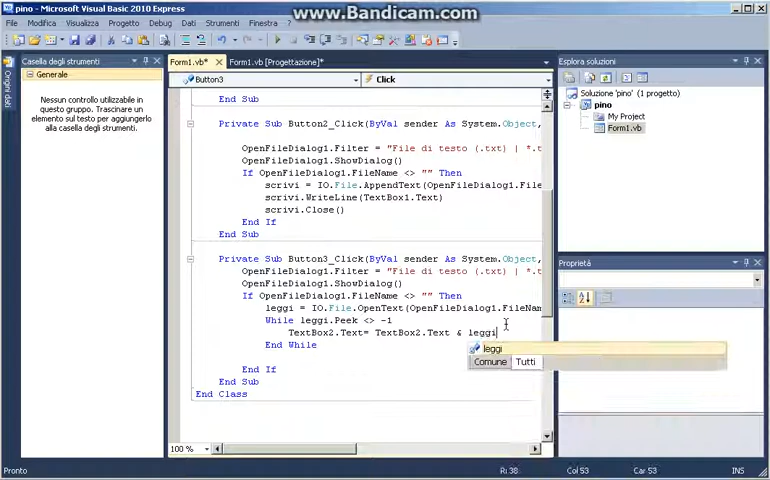 www.Bandicam.com
pino - Microsoft Visual Basic 2010 Express
File Modifica Visualizza Progetto Debug Dati Strumenti Finestra ?
Casella degli strumenti
Generale
Nessun controllo utilizzabile in
questo gruppo. Trascinare un
elemento sul testo per aggiungerlo
alla casella degli strumenti.
Origini dati
Form1.vb* Form1.vb [Progettazione]*
Button3 Click
End Sub
Private Sub Button2_Click(ByVal sender As System.Object,
OpenFileDialog1.Filter = "File di testo (.txt) | *.t
OpenFileDialog1.ShowDialog()
If OpenFileDialog1.FileName <> "" Then
scrivi = IO.File.AppendText(OpenFileDialog1.
scrivi.WriteLine(TextBox1.Text)
scrivi.Close()
End If
End Sub
Private Sub Button3_Click(ByVal sender As System.Object,
OpenFileDialog1.Filter = "File di testo (.txt) | *.t
OpenFileDialog1.ShowDialog()
If OpenFileDialog1.FileName <> "" Then
leggi = IO.File.OpenText(OpenFileDialog1.FileNam
While leggi.Peek <> -1
TextBox2.Text= TextBox2.Text & leggi
End While
leggi
Comune Tutti
End If
End Sub
End Class
100 %
Esplora soluzioni
Soluzione 'pino' (1 progetto)
pino
My Project
Form1.vb
Proprietà
Pronto R: 38 Col 53 Car 53 INS